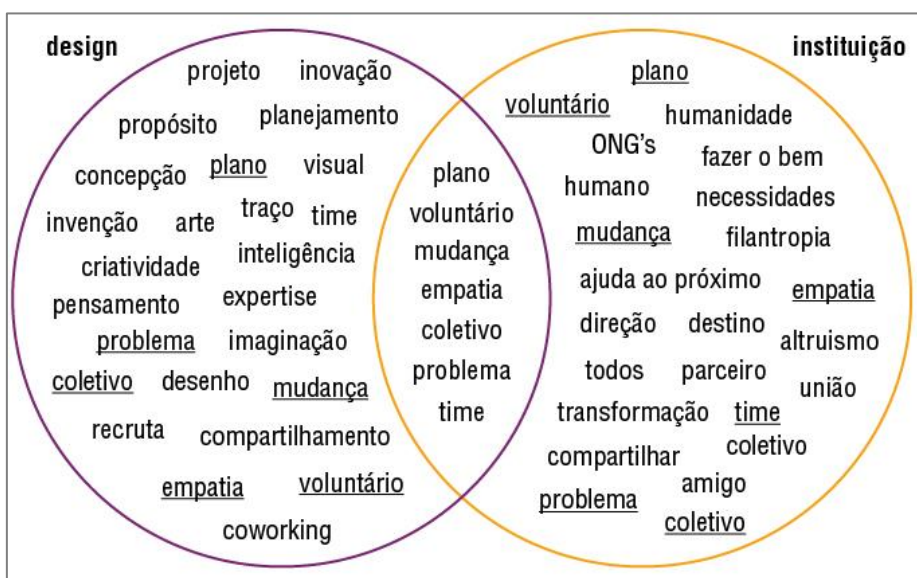 design
projeto inovação
propósito planejamento
concepção plano visual
invenção arte traço time
criatividade inteligência
pensamento expertise
problema imaginação
coletivo desenho mudança
recruta compartilhamento
empatia voluntário
coworking
plano
voluntário
mudança
empatia
coletivo
problema
time
instituição
plano
voluntário humanidade
ONG's fazer o bem
humano necessidades
mudança filantropia
ajuda ao próximo empatia
direção destino altruismo
todos parceiro união
transformação time
compartilhar coletivo
problema amigo
coletivo